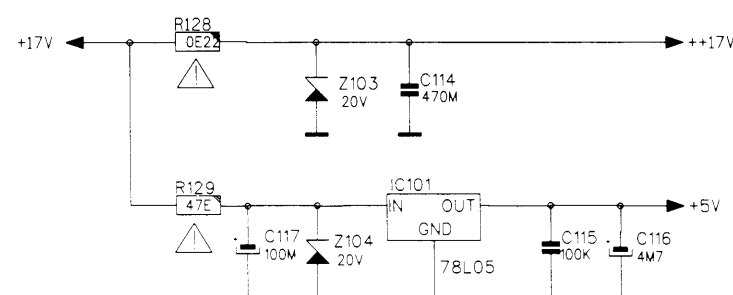 R128
+17V
0E22
++17V
Z103
20V
C114
470M
R129
47E
IC101
IN
OUT
GND
+5V
C117
100M
Z104
20V
C115
100K
C116
4M7
78L05